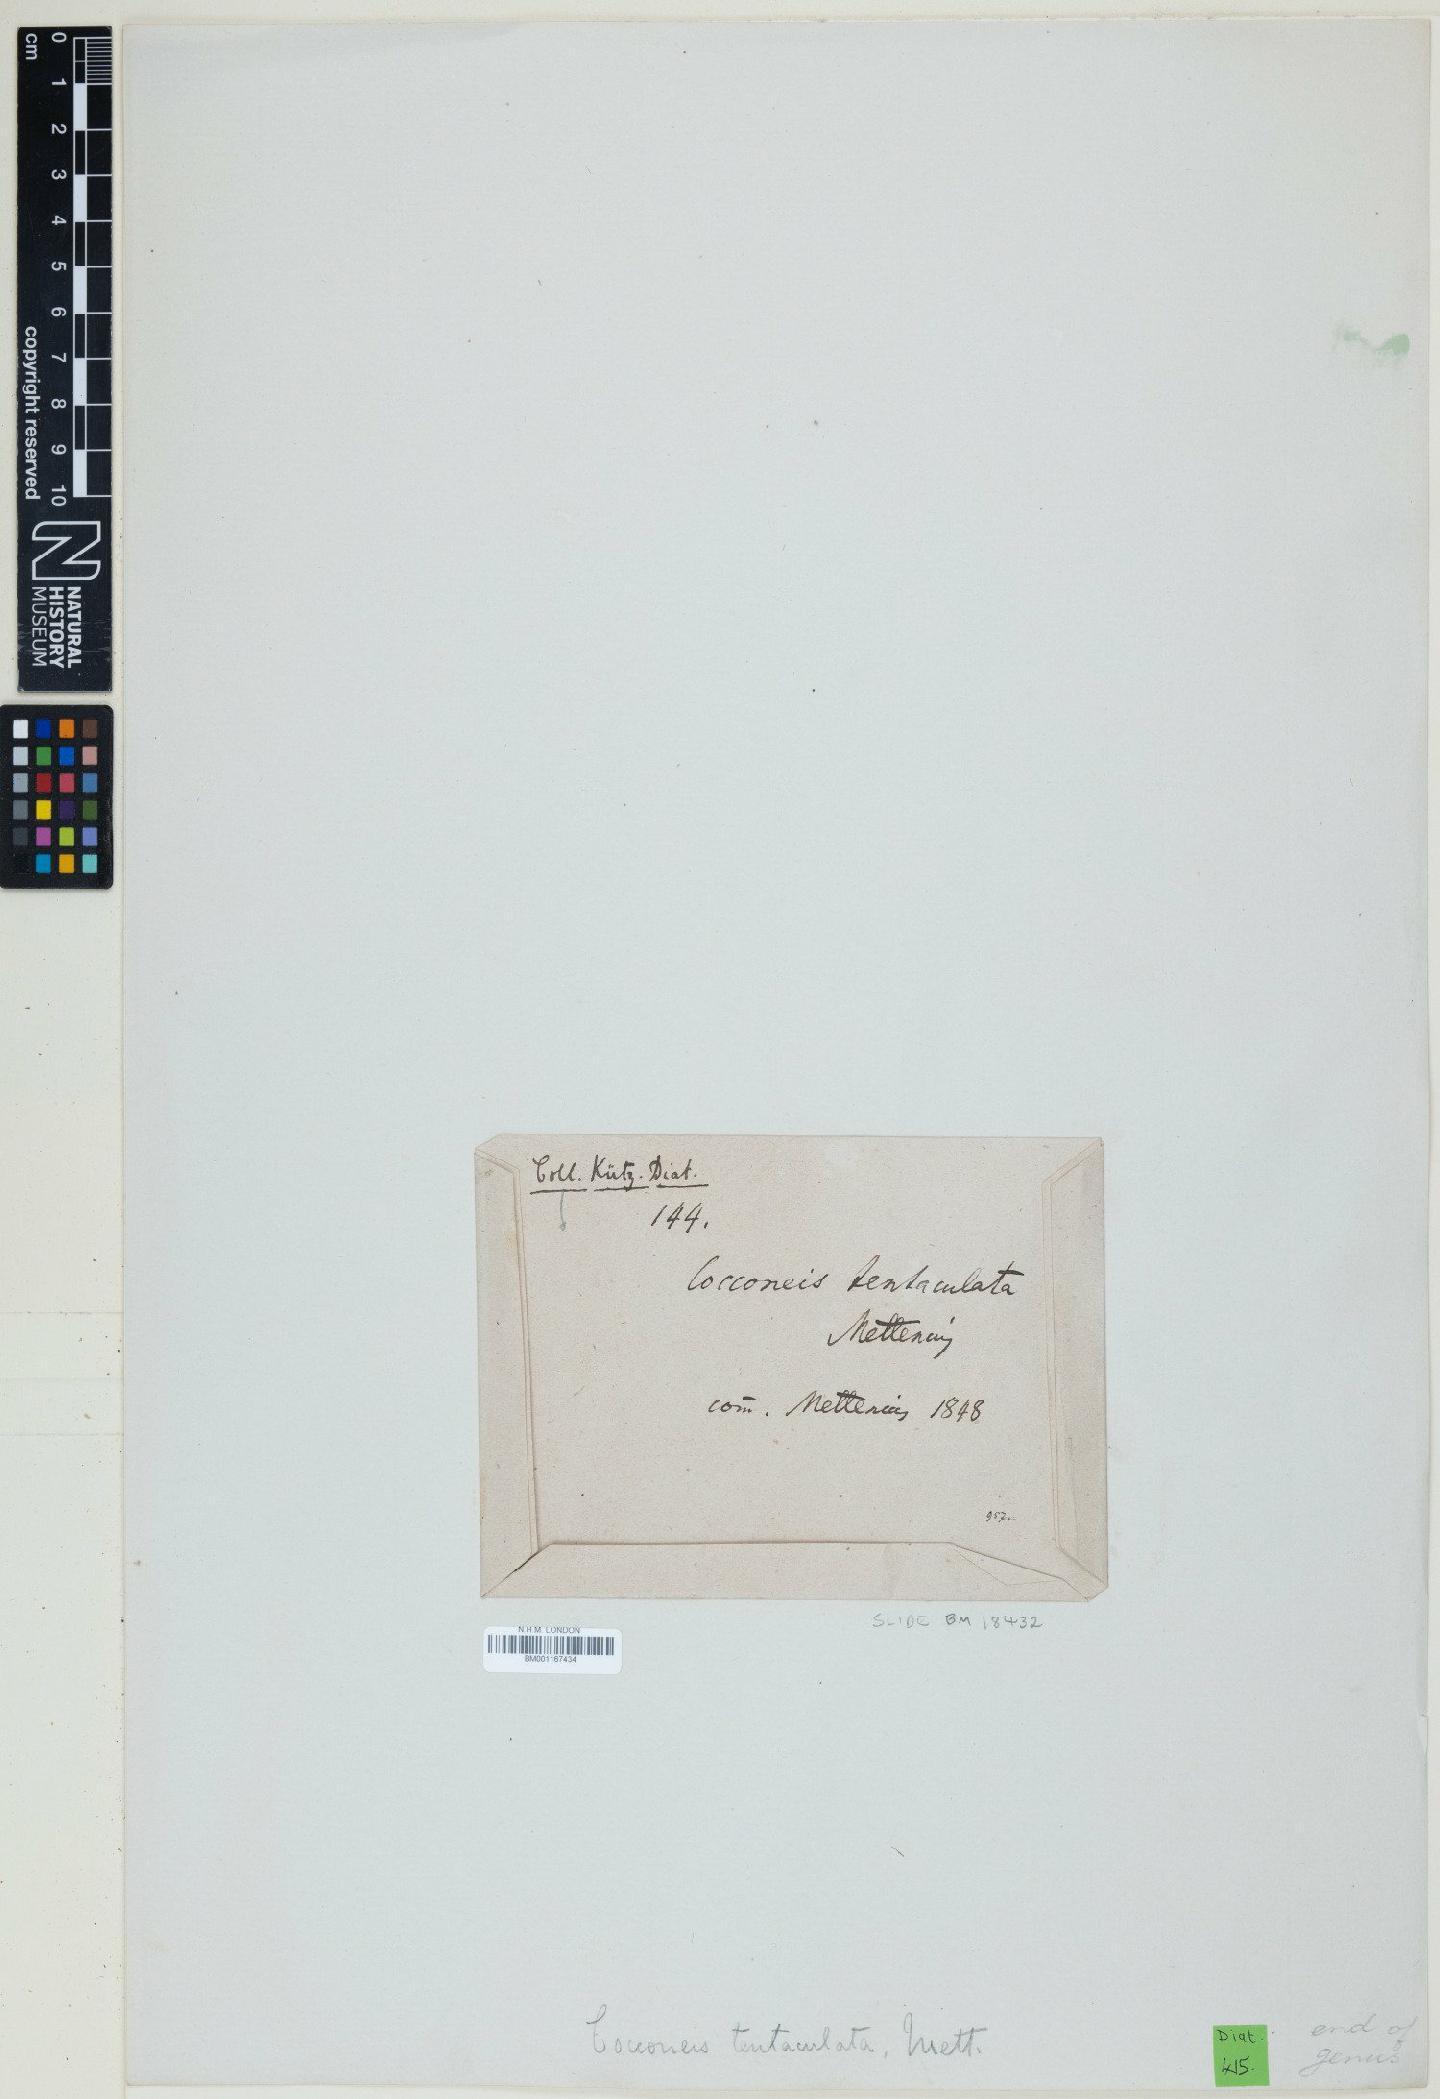 cm
0 1 2 3 4 5 6 7 8 9 10
copyright reserved
NATURAL
HISTORY
MUSEUM
Coll. Kütz. Diat.
144.
Cocconeis tentaculata
Mettenius
com̄. Mettenius 1848
SLIDE BM 18432
N.H.M. LONDON
BM001167434
Cocconeis tentaculata, Mett.
Diat.
415.
end of
genus